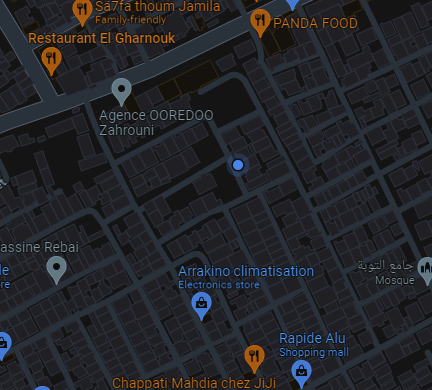 Sa7fa thoum Jamila
Family-friendly
PANDA FOOD
Restaurant El Gharnouk
Agence OOREDOO
Zahrouni
assine Rebai
جامع التوبة
Mosque
Arrakino climatisation
Electronics store
Rapide Alu
Shopping mall
Chappati Mahdia chez JiJi